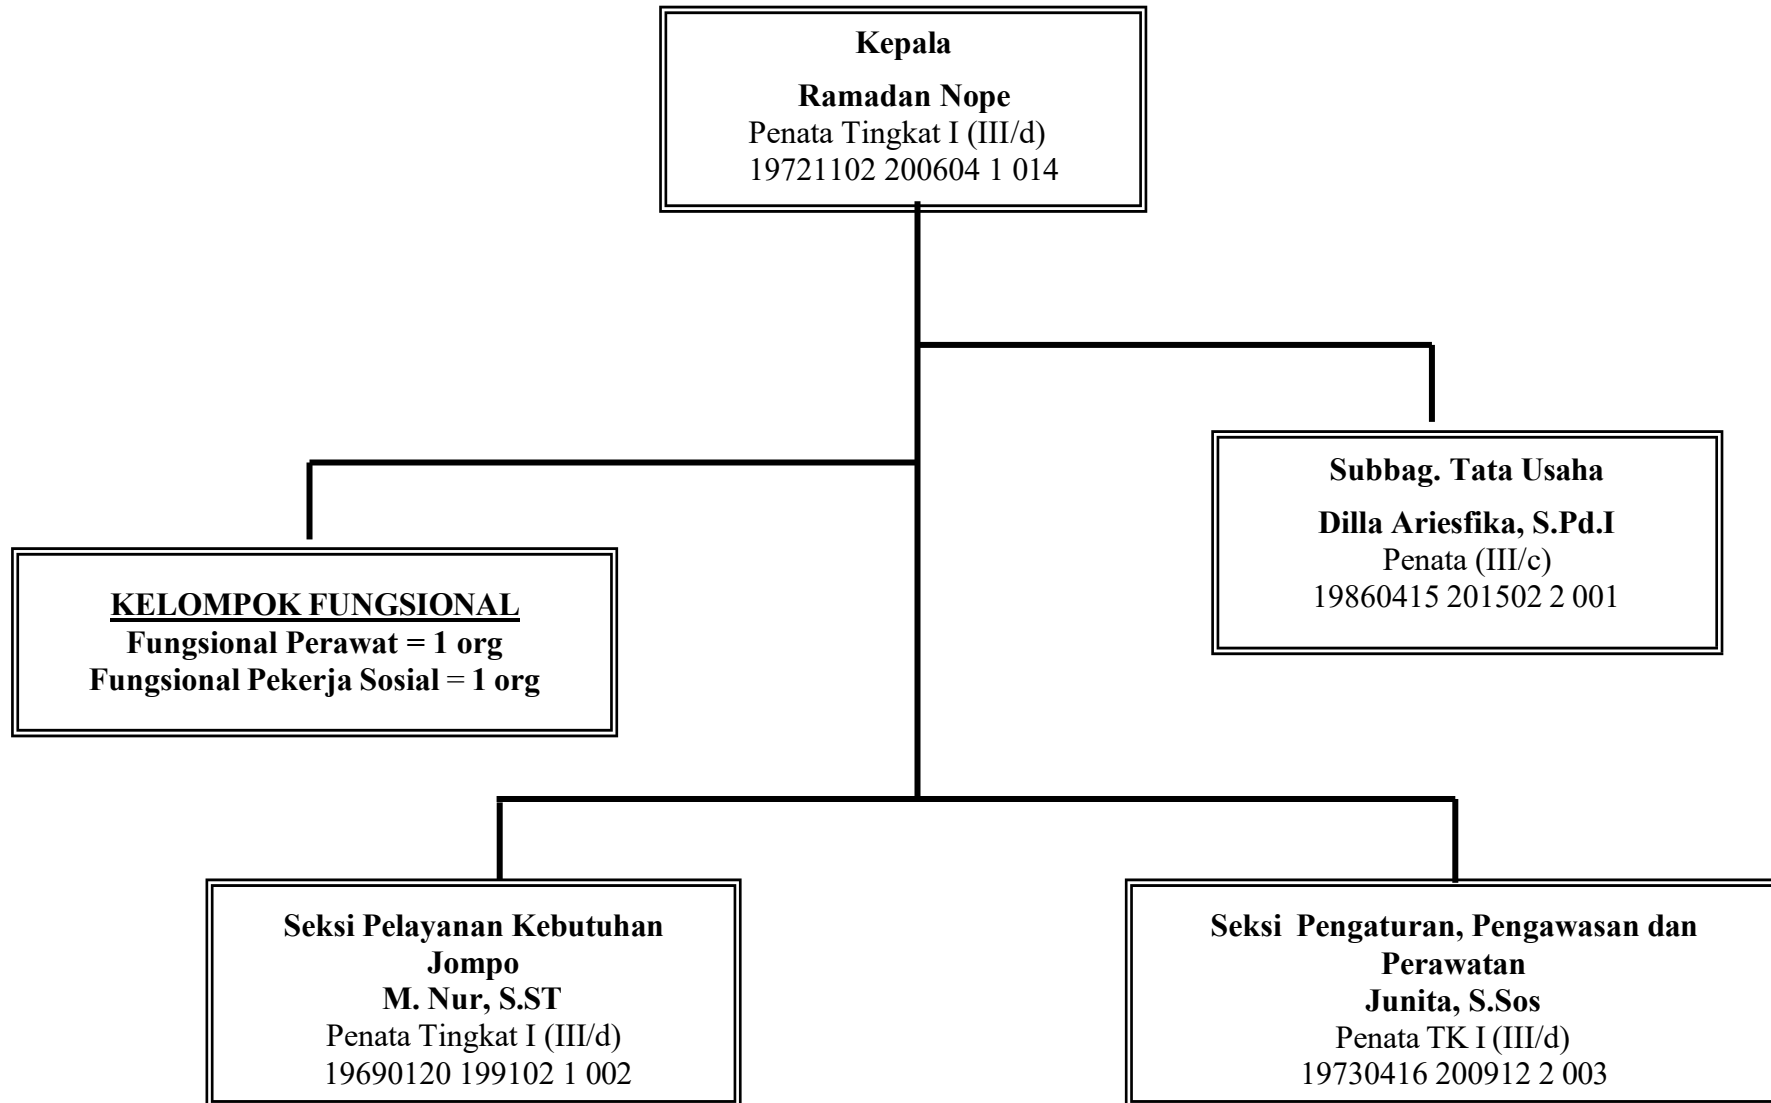 Kepala
Ramadan Nope
Penata Tingkat I (III/d)
19721102 200604 1 014
Subbag. Tata Usaha
Dilla Ariesfika, S.Pd.I
Penata (III/c)
19860415 201502 2 001
KELOMPOK FUNGSIONAL
Fungsional Perawat = 1 org
Fungsional Pekerja Sosial = 1 org
Seksi Pelayanan Kebutuhan
Jompo
M. Nur, S.ST
Penata Tingkat I (III/d)
19690120 199102 1 002
Seksi  Pengaturan, Pengawasan dan
Perawatan
Junita, S.Sos
Penata TK I (III/d)
19730416 200912 2 003